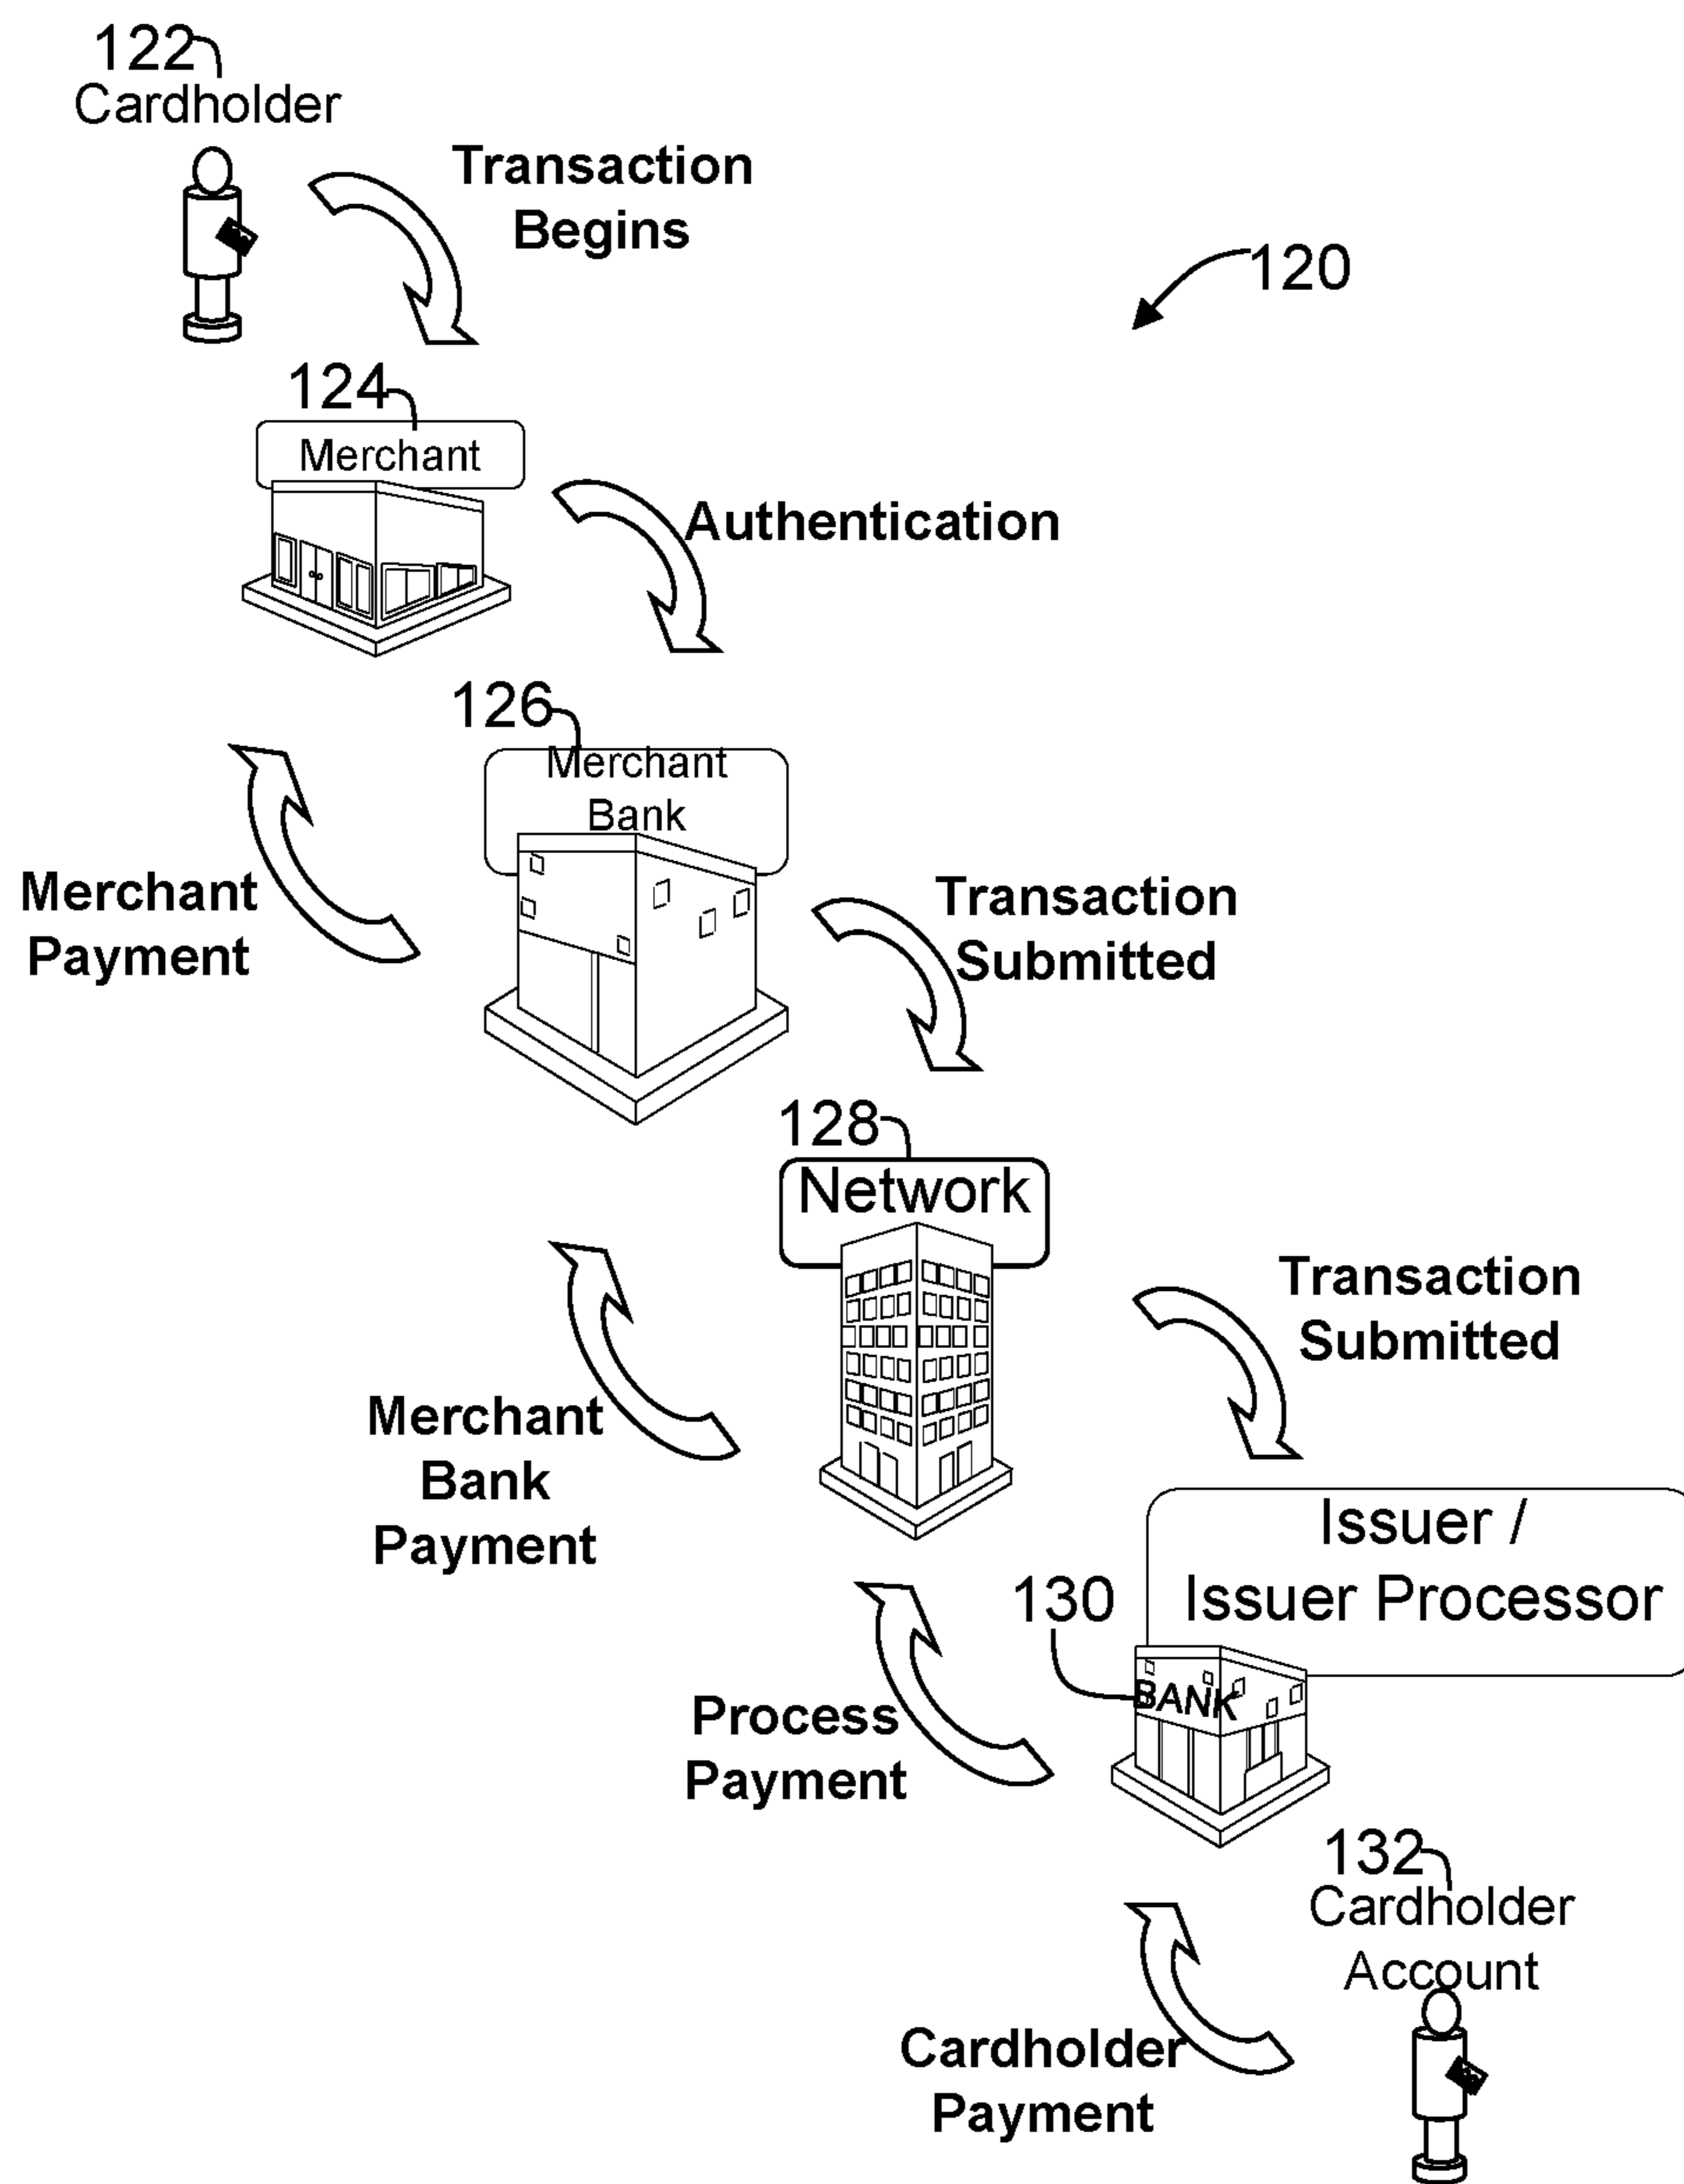 122
Cardholder
Transaction
Begins
120
124
Merchant
Authentication
126
Merchant
Bank
Merchant
Payment
Transaction
Submitted
128
Network
Transaction
Submitted
Merchant
Bank
Payment
Issuer /
Issuer Processor
130
BANK
Process
Payment
132
Cardholder
Account
Cardholder
Payment